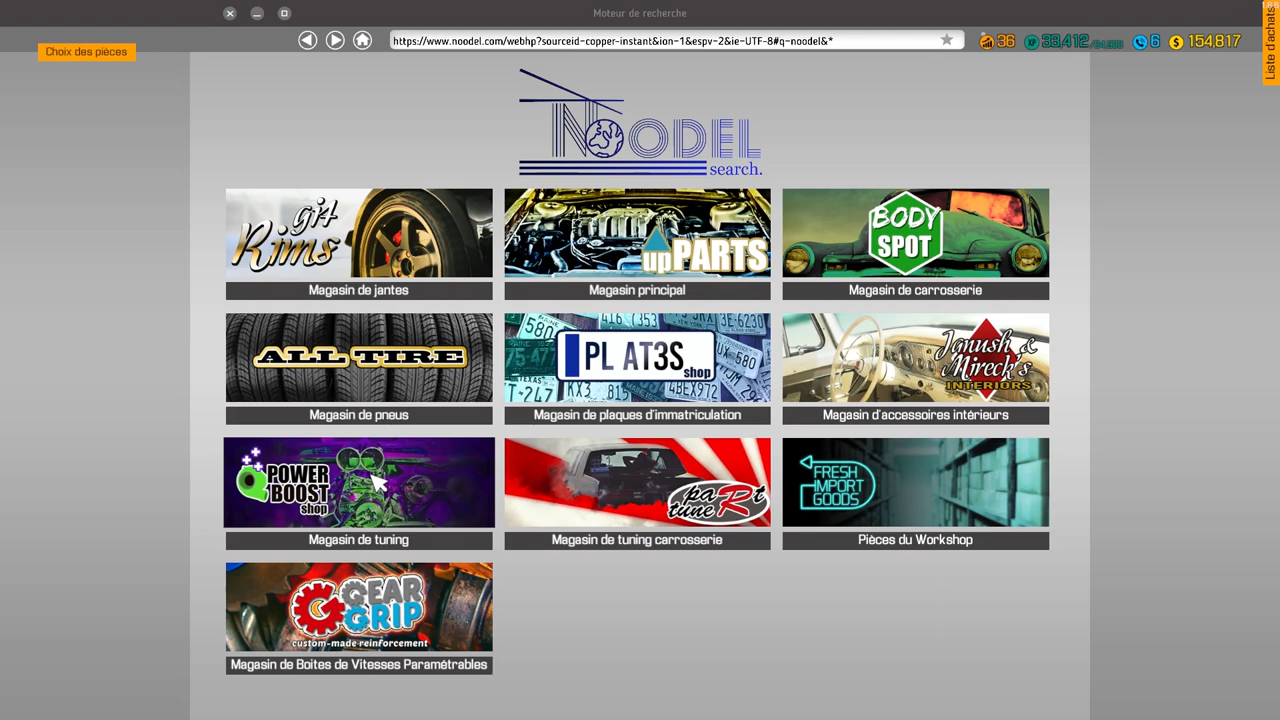 Moteur de recherche
https://www.noodel.com/webhp?sourceid-copper-instant&ion-1&espv-2&ie-UTF-8#q-noodel&*
Choix des pièces
36
XP 33,412
6
$ 154,817
Liste d'achats
NOODEL
search.
gj4
Rims
upPARTS
BODY
SPOT
Magasin de jantes
Magasin principal
Magasin de carrosserie
ALL TIRE
PL AT3S
shop
Janush &
Mireck's
INTERIORS
Magasin de pneus
Magasin de plaques d'immatriculation
Magasin d'accessoires intérieurs
POWER
BOOST
shop
paRt
tune
FRESH
IMPORT
GOODS
Magasin de tuning
Magasin de tuning carrosserie
Pièces du Workshop
GEAR
GRIP
custom-made reinforcement
Magasin de Boites de Vitesses Paramétrables